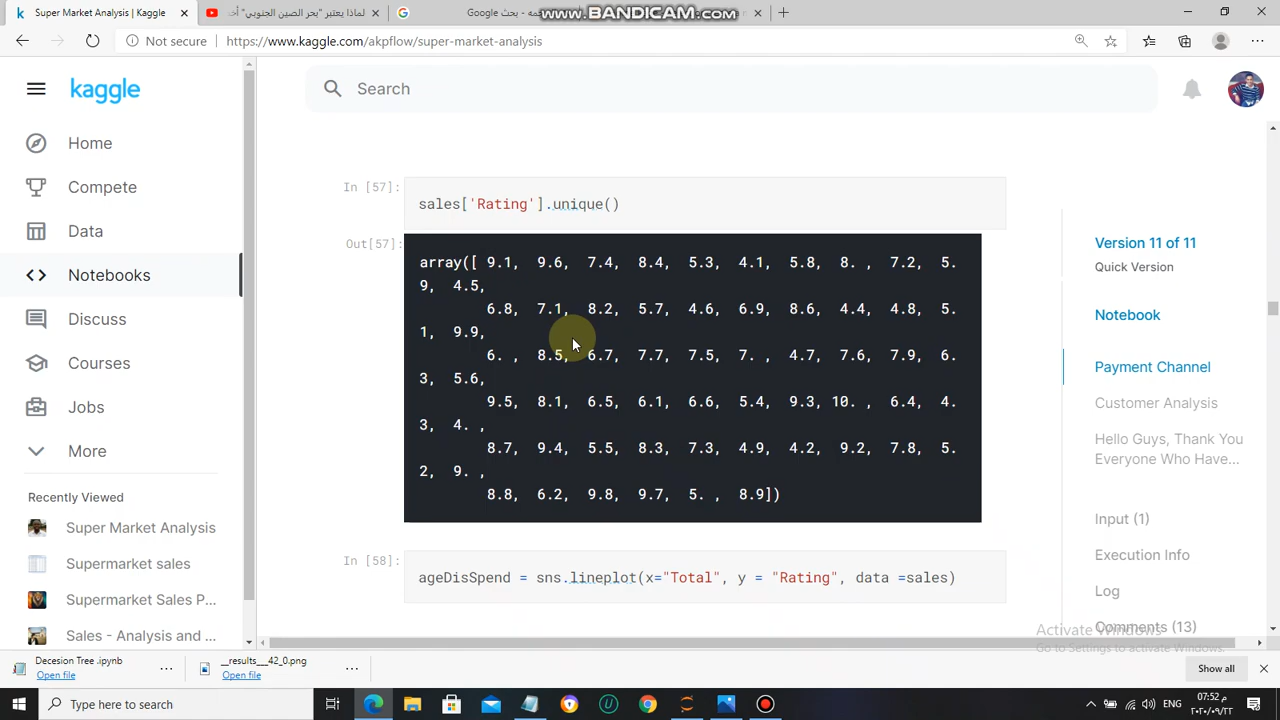 Super Market Analysis | Kaggle
لماذا يعتبر "بحر الصين الجنوبي" أخ
Google بحث - مه
www.BANDICAM.com
Not secure
https://www.kaggle.com/akpflow/super-market-analysis
kaggle
Search
Home
Compete
Data
Notebooks
Discuss
Courses
Jobs
More
Recently Viewed
Super Market Analysis
Supermarket sales
Supermarket Sales P...
Sales - Analysis and ...
In [57]:
sales['Rating'].unique()
Out[57]:
array([ 9.1, 9.6, 7.4, 8.4, 5.3, 4.1, 5.8, 8. , 7.2, 5.
9, 4.5,
6.8, 7.1, 8.2, 5.7, 4.6, 6.9, 8.6, 4.4, 4.8, 5.
1, 9.9,
6. , 8.5, 6.7, 7.7, 7.5, 7. , 4.7, 7.6, 7.9, 6.
3, 5.6,
9.5, 8.1, 6.5, 6.1, 6.6, 5.4, 9.3, 10. , 6.4, 4.
3, 4. ,
8.7, 9.4, 5.5, 8.3, 7.3, 4.9, 4.2, 9.2, 7.8, 5.
2, 9. ,
8.8, 6.2, 9.8, 9.7, 5. , 8.9])
In [58]:
ageDisSpend = sns.lineplot(x="Total", y = "Rating", data =sales)
Version 11 of 11
Quick Version
Notebook
Payment Channel
Customer Analysis
Hello Guys, Thank You
Everyone Who Have...
Input (1)
Execution Info
Log
Comments (13)
Activate Windows
Go to Settings to activate Windows.
Decesion Tree .ipynb
Open file
__results___42_0.png
Open file
Show all
Type here to search
ENG
07:52 م
٢٠٢٠/٠٩/٢٣